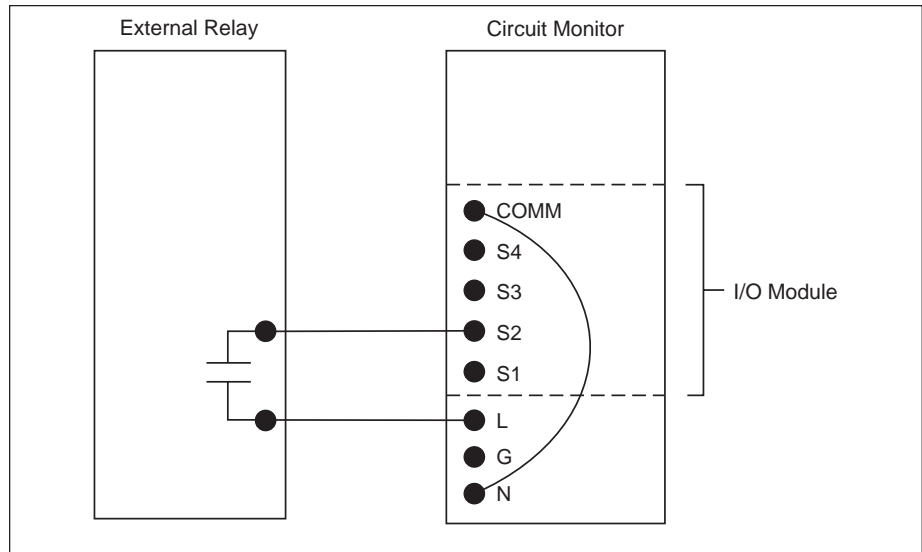 External Relay
Circuit Monitor
COMM
S4
S3
I/O Module
S2
S1
L
G
N